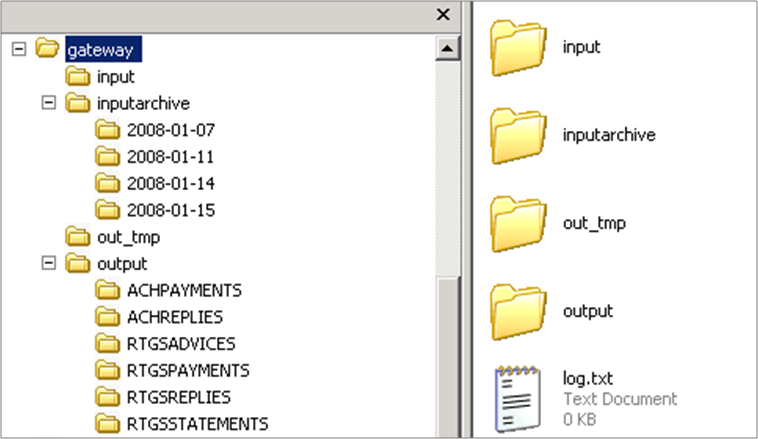 gateway
input
inputarchive
2008-01-07
2008-01-11
2008-01-14
2008-01-15
out_tmp
output
ACHPAYMENTS
ACHREPLIES
RTGSADVICES
RTGSPAYMENTS
RTGSREPLIES
RTGSSTATEMENTS
input
inputarchive
out_tmp
output
log.txt
Text Document
0 KB